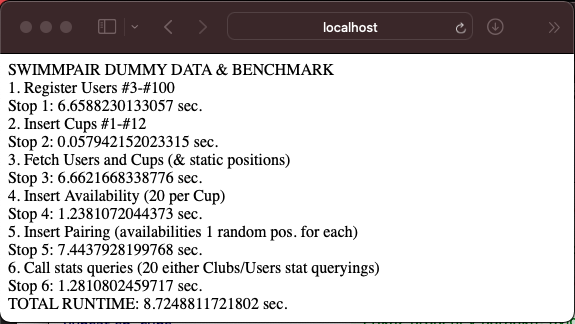 localhost
SWIMMPAIR DUMMY DATA & BENCHMARK
1. Register Users #3-#100
Stop 1: 6.6588230133057 sec.
2. Insert Cups #1-#12
Stop 2: 0.057942152023315 sec.
3. Fetch Users and Cups (& static positions)
Stop 3: 6.6621668338776 sec.
4. Insert Availability (20 per Cup)
Stop 4: 1.2381072044373 sec.
5. Insert Pairing (availabilities 1 random pos. for each)
Stop 5: 7.4437928199768 sec.
6. Call stats queries (20 either Clubs/Users stat queryings)
Stop 6: 1.2810802459717 sec.
TOTAL RUNTIME: 8.7248811721802 sec.